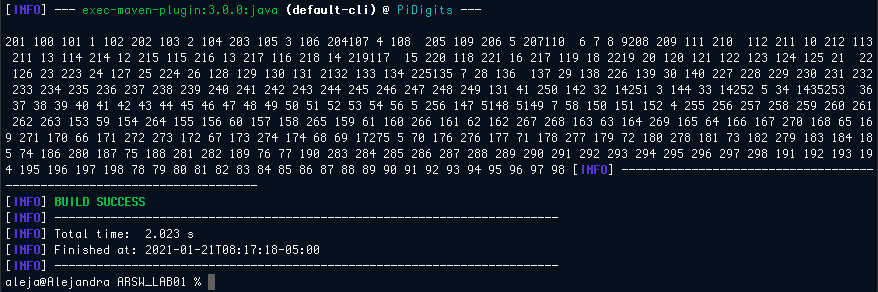 [INFO] --- exec-maven-plugin:3.0.0:java (default-cli) @ PiDigits ---
201 100 101 1 102 202 103 2 104 203 105 3 106 204107 4 108  205 109 206 5 207110  6 7 8 9208 209 111 210  112 211 10 212 113
 211 13 114 214 12 215 115 216 13 217 116 218 14 219117  15 220 118 221 16 217 119 18 2219 20 120 121 122 123 124 125 21  22
 126 23 223 24 127 25 224 26 128 129 130 131 2132 133 134 225135 7 28 136  137 29 138 226 139 30 140 227 228 229 230 231 232
 233 234 235 236 237 238 239 240 241 242 243 244 245 246 247 248 249 131 41 250 142 32 14251 3 144 33 14252 5 34 1435253  36
 37 38 39 40 41 42 43 44 45 46 47 48 49 50 51 52 53 54 56 5 256 147 5148 5149 7 58 150 151 152 4 255 256 257 258 259 260 261
 262 263 153 59 154 264 155 156 60 157 158 265 159 61 160 266 161 62 162 267 268 163 63 164 269 165 64 166 167 270 168 65 16
9 271 170 66 171 272 273 172 67 173 274 174 68 69 17275 5 70 176 276 177 71 178 277 179 72 180 278 181 73 182 279 183 184 18
5 74 186 280 187 75 188 281 282 189 76 77 190 283 284 285 286 287 288 289 290 291 292 293 294 295 296 297 298 191 192 193 19
4 195 196 197 198 78 79 80 81 82 83 84 85 86 87 88 89 90 91 92 93 94 95 96 97 98 [INFO] ------------------------------------
------------------------------------
[INFO] BUILD SUCCESS
[INFO] ------------------------------------------------------------------------
[INFO] Total time:  2.023 s
[INFO] Finished at: 2021-01-21T08:17:18-05:00
[INFO] ------------------------------------------------------------------------
aleja@Alejandra ARSW_LAB01 %